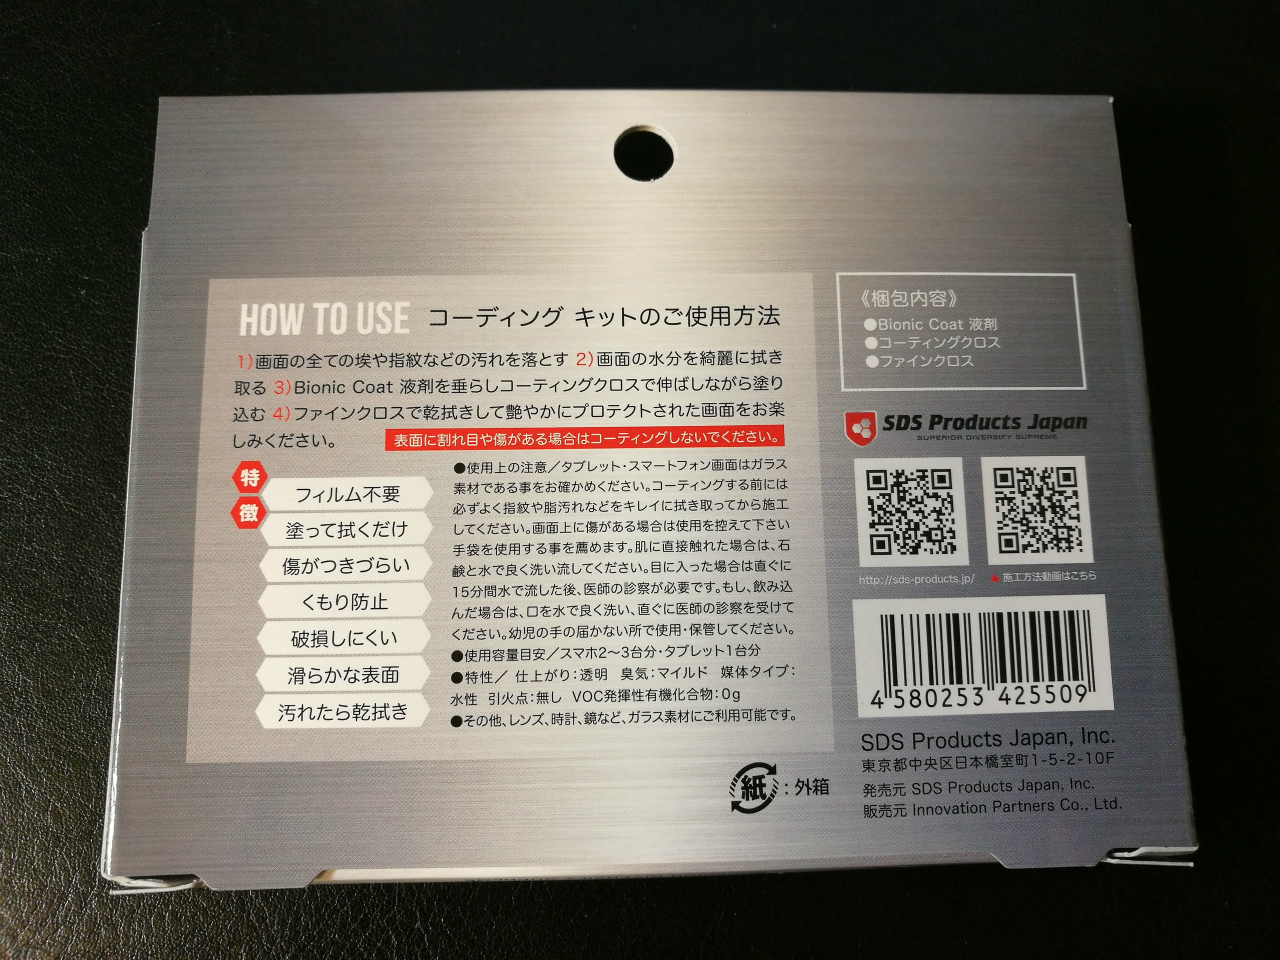 HOW TO USE コーディング キットのご使用方法
1)画面の全ての埃や指紋などの汚れを落とす 2)画面の水分を綺麗に拭き
取る 3)Bionic Coat 液剤を垂らしコーティングクロスで伸ばしながら塗り
込む 4)ファインクロスで乾拭きして艶やかにプロテクトされた画面をお楽
しみください。
表面に割れ目や傷がある場合はコーティングしないでください。
特徴
フィルム不要
塗って拭くだけ
傷がつきづらい
くもり防止
破損しにくい
滑らかな表面
汚れたら乾拭き
●使用上の注意／タブレット・スマートフォン画面はガラス
素材である事をお確かめください。コーティングする前には
必ずよく指紋や脂汚れなどをキレイに拭き取ってから施工
してください。画面上に傷がある場合は使用を控えて下さい
手袋を使用する事を薦めます。肌に直接触れた場合は、石
鹸と水で良く洗い流してください。目に入った場合は直ぐに
15分間水で流した後、医師の診察が必要です。もし、飲み込
んだ場合は、口を水で良く洗い、直ぐに医師の診察を受けて
ください。幼児の手の届かない所で使用・保管してください。
●使用容量目安／スマホ2〜3台分・タブレット1台分
●特性／ 仕上がり：透明 臭気：マイルド 媒体タイプ：
水性 引火点：無し VOC発揮性有機化合物：0g
●その他、レンズ、時計、鏡など、ガラス素材にご利用可能です。
紙：外箱
《梱包内容》
●Bionic Coat 液剤
●コーティングクロス
●ファインクロス
SDS Products Japan
SUPERIOR DIVERSIFY SUPREME
http://sds-products.jp/
▲施工方法動画はこちら
4 580253 425509
SDS Products Japan, Inc.
東京都中央区日本橋室町1-5-2-10F
発売元 SDS Products Japan, Inc.
販売元 Innovation Partners Co., Ltd.